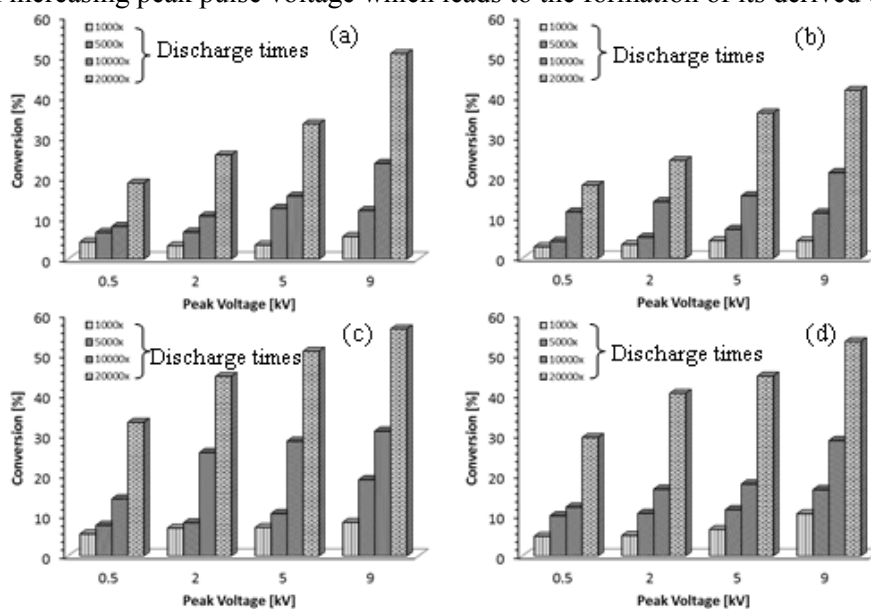 increasing peak pulse voltage which leads to the formation of its derived
60
50
40
30
20
10
0
Conversion [%]
1000x
5000x
10000x
20000x
Discharge times
(a)
0.5 2 5 9
Peak Voltage [kV]
60
50
40
30
20
10
0
Conversion [%]
1000x
5000x
10000x
20000x
Discharge times
(b)
0.5 2 5 9
Peak Voltage [kV]
60
50
40
30
20
10
0
Conversion [%]
1000x
5000x
10000x
20000x
Discharge times
(c)
0.5 2 5 9
Peak Voltage [kV]
60
50
40
30
20
10
0
Conversion [%]
1000x
5000x
10000x
20000x
Discharge times
(d)
0.5 2 5 9
Peak Voltage [kV]